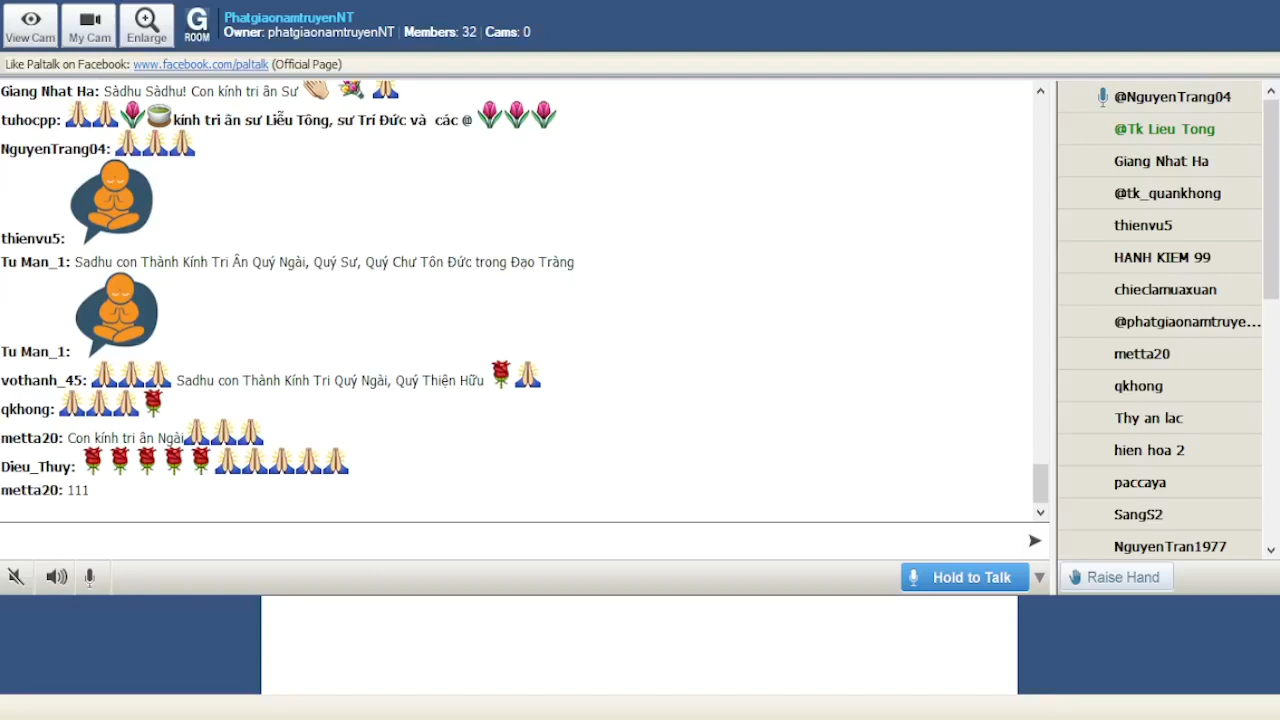 View Cam
My Cam
Enlarge
G
ROOM
PhatgiaonamtruyenNT
Owner: phatgiaonamtruyenNT | Members: 32 | Cams: 0
Like Paltalk on Facebook: www.facebook.com/paltalk (Official Page)
Giang Nhat Ha: Sàdhu Sàdhu! Con kính tri ân Sư
tuhocpp: kính tri ân sư Liễu Tông, sư Trí Đức và các @
NguyenTrang04:
thienvu5:
Tu Man_1: Sadhu con Thành Kính Tri Ân Quý Ngài, Quý Sư, Quý Chư Tôn Đức trong Đạo Tràng
Tu Man_1:
vothanh_45: Sadhu con Thành Kính Tri Quý Ngài, Quý Thiện Hữu
qkhong:
metta20: Con kính tri ân Ngài
Dieu_Thuy:
metta20: 111
@NguyenTrang04
@Tk Lieu Tong
Giang Nhat Ha
@tk_quankhong
thienvu5
HANH KIEM 99
chieclamuaxuan
@phatgiaonamtruye...
metta20
qkhong
Thy an lac
hien hoa 2
paccaya
SangS2
NguyenTran1977
Hold to Talk
Raise Hand